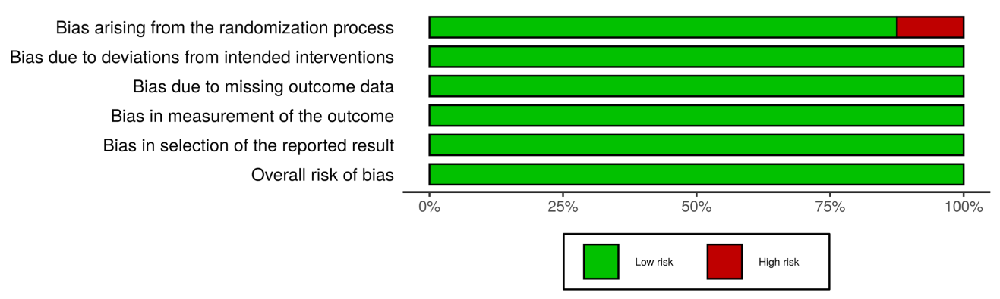 Bias arising from the randomization process
Bias due to deviations from intended interventions
Bias due to missing outcome data
Bias in measurement of the outcome
Bias in selection of the reported result
Overall risk of bias
0% 25% 50% 75% 100%
Low risk High risk